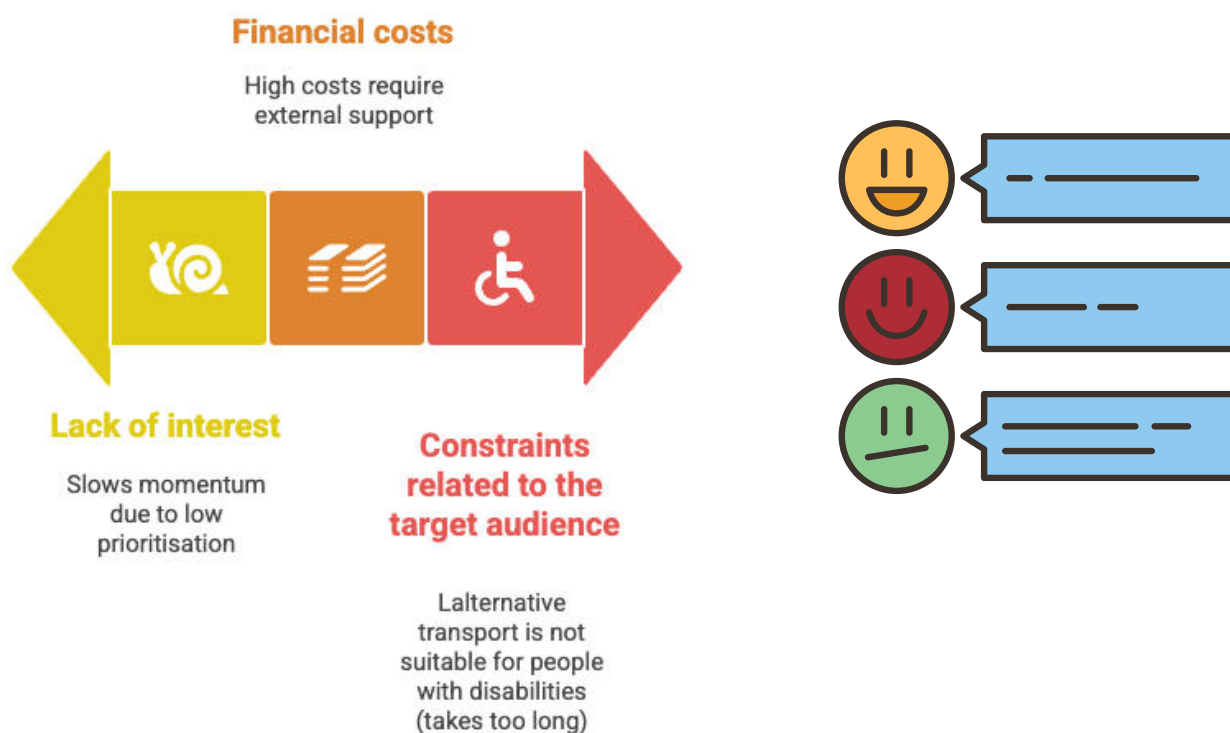 Financial costs
High costs require
external support
Lack of interest
Slows momentum
due to low
prioritisation
Constraints
related to the
target audience
Lalternative
transport is not
suitable for people
with disabilities
(takes too long)